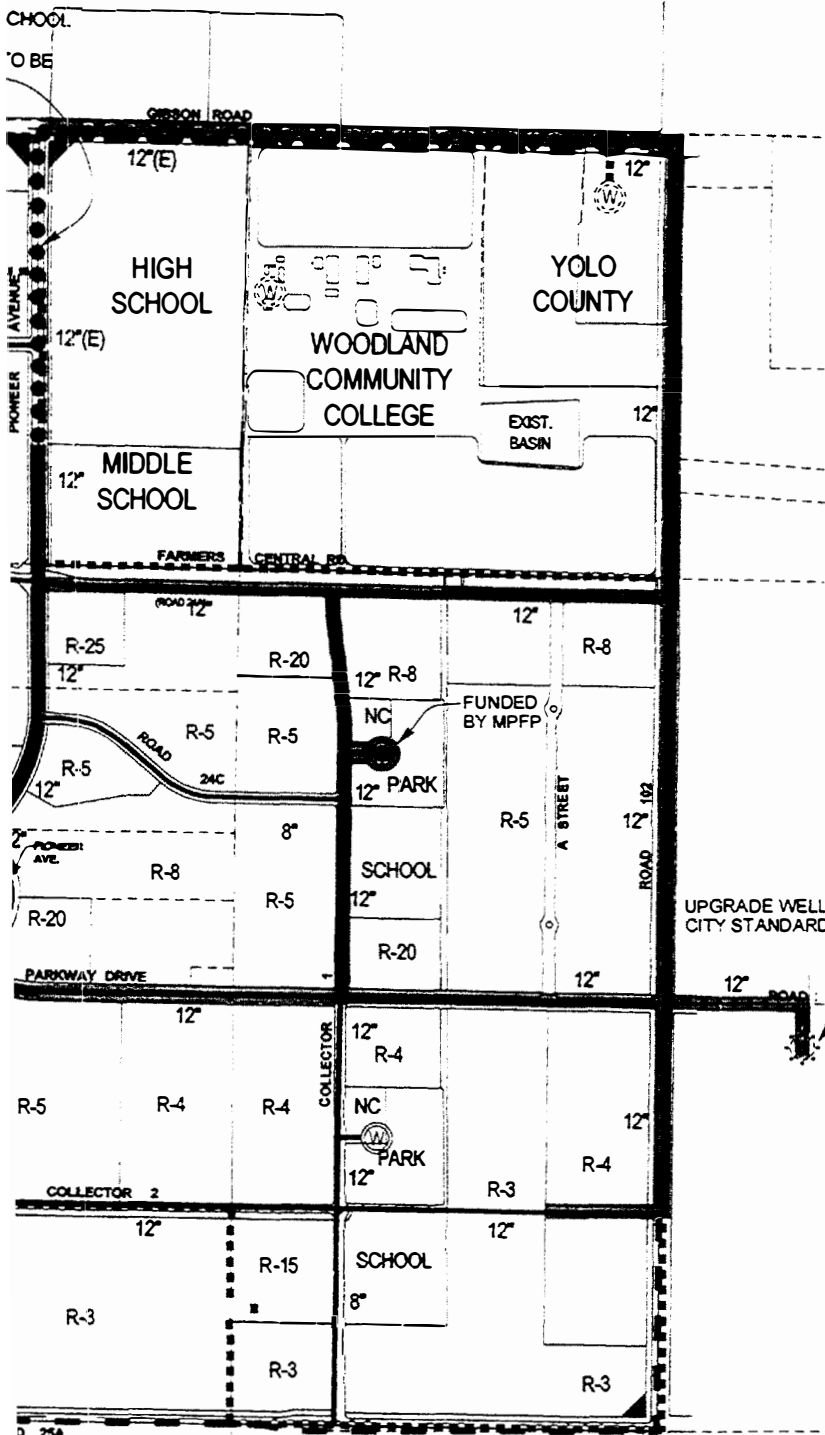 CHOOL
TO BE
GIBSON ROAD
12"(E)
12"
W
HIGH
SCHOOL
YOLO
COUNTY
W
AVENUE
PIONEER
12"(E)
WOODLAND
COMMUNITY
COLLEGE
12"
EXIST.
BASIN
MIDDLE
SCHOOL
12"
FARMERS CENTRAL RD
12"
12"
R-25
12"
R-20
12"
R-8
R-8
NC
FUNDED
BY MPFP
R-5
R-5
ROAD
24C
R-5
12"
12"
PARK
R-5
A STREET
12"
ROAD 102
2"
PIONEER
AVE.
8"
R-8
SCHOOL
R-5
12"
R-20
R-20
UPGRADE WELL
CITY STANDARD
PARKWAY DRIVE
12"
12"
12"
ROAD
COLLECTOR 1
12"
R-4
R-5
R-4
R-4
NC
W
PARK
12"
12"
R-3
R-4
COLLECTOR 2
12"
12"
R-15
SCHOOL
8"
R-3
R-3
R-3
25A